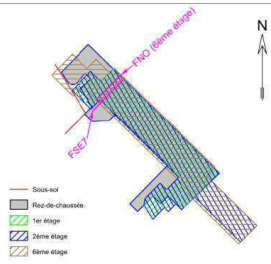 N
FNO (6ème étage)
FSE7
Sous-sol
Rez-de-chaussée
1er étage
2ème étage
6ème étage